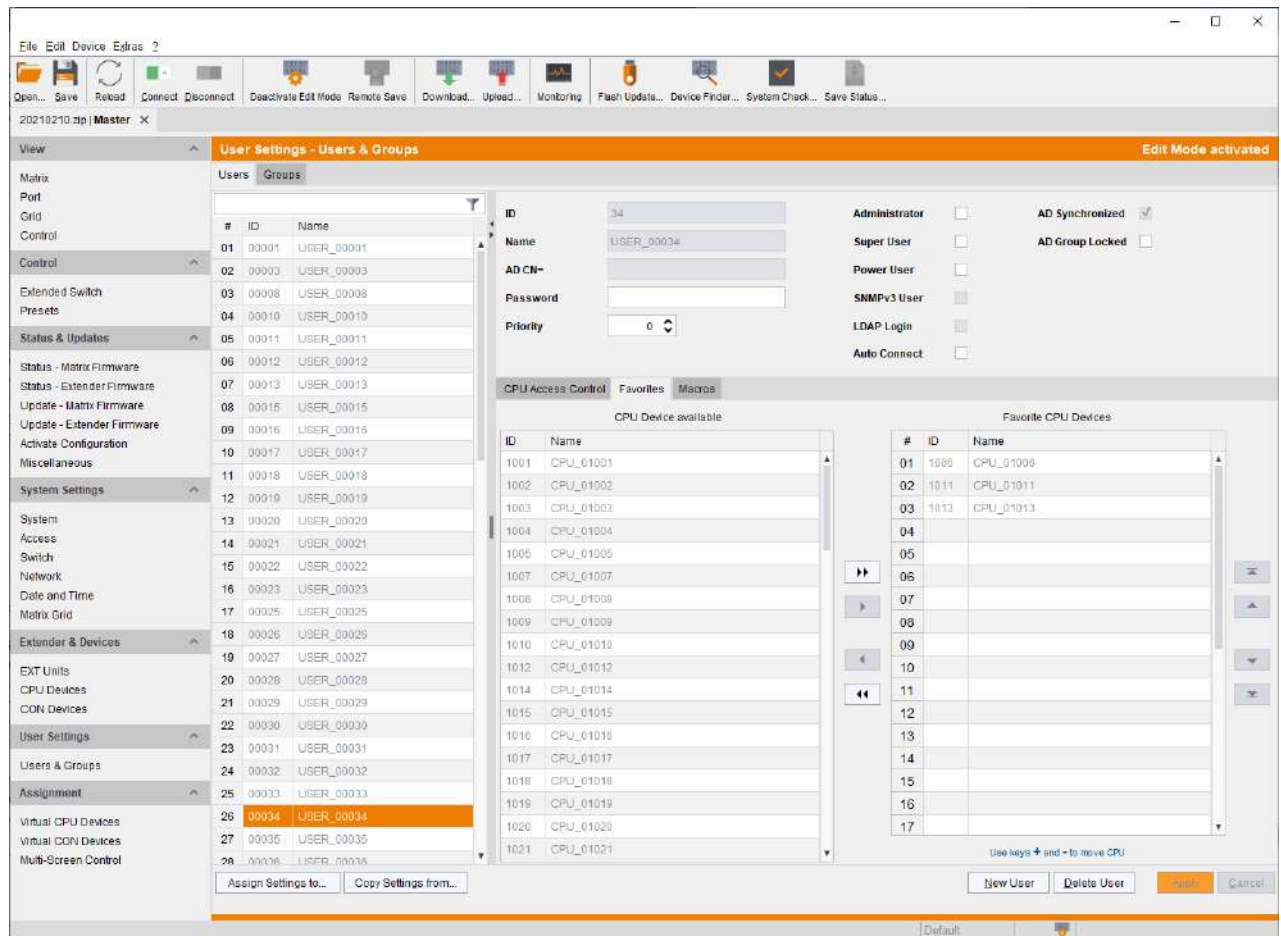 File Edit Device Extras ?
Open... Save Reload Connect Disconnect Deactivate Edit Mode Remote Save Download... Upload... Monitoring Flash Update... Device Finder... System Check... Save Status...
20210210.zip | Master
View
Matrix
Port
Grid
Control
Control
Extended Switch
Presets
Status & Updates
Status - Matrix Firmware
Status - Extender Firmware
Update - Matrix Firmware
Update - Extender Firmware
Activate Configuration
Miscellaneous
System Settings
System
Access
Switch
Network
Date and Time
Matrix Grid
Extender & Devices
EXT Units
CPU Devices
CON Devices
User Settings
Users & Groups
Assignment
Virtual CPU Devices
Virtual CON Devices
Multi-Screen Control
User Settings - Users & Groups Edit Mode activated
Users Groups
# ID Name
01 00001 USER_00001
02 00003 USER_00003
03 00008 USER_00008
04 00010 USER_00010
05 00011 USER_00011
06 00012 USER_00012
07 00013 USER_00013
08 00015 USER_00015
09 00016 USER_00016
10 00017 USER_00017
11 00018 USER_00018
12 00019 USER_00019
13 00020 USER_00020
14 00021 USER_00021
15 00022 USER_00022
16 00023 USER_00023
17 00025 USER_00025
18 00026 USER_00026
19 00027 USER_00027
20 00028 USER_00028
21 00029 USER_00029
22 00030 USER_00030
23 00031 USER_00031
24 00032 USER_00032
25 00033 USER_00033
26 00034 USER_00034
27 00035 USER_00035
28 00036 USER_00036
ID 34
Name USER_00034
AD CN=
Password
Priority 0
Administrator
Super User
Power User
SNMPv3 User
LDAP Login
Auto Connect
AD Synchronized
AD Group Locked
CPU Access Control Favorites Macros
CPU Device available
ID Name
1001 CPU_01001
1002 CPU_01002
1003 CPU_01003
1004 CPU_01004
1005 CPU_01005
1007 CPU_01007
1008 CPU_01008
1009 CPU_01009
1010 CPU_01010
1012 CPU_01012
1014 CPU_01014
1015 CPU_01015
1016 CPU_01016
1017 CPU_01017
1018 CPU_01018
1019 CPU_01019
1020 CPU_01020
1021 CPU_01021
Favorite CPU Devices
# ID Name
01 1006 CPU_01006
02 1011 CPU_01011
03 1013 CPU_01013
04
05
06
07
08
09
10
11
12
13
14
15
16
17
Use keys + and - to move CPU
Assign Settings to... Copy Settings from... New User Delete User Apply Cancel
Default